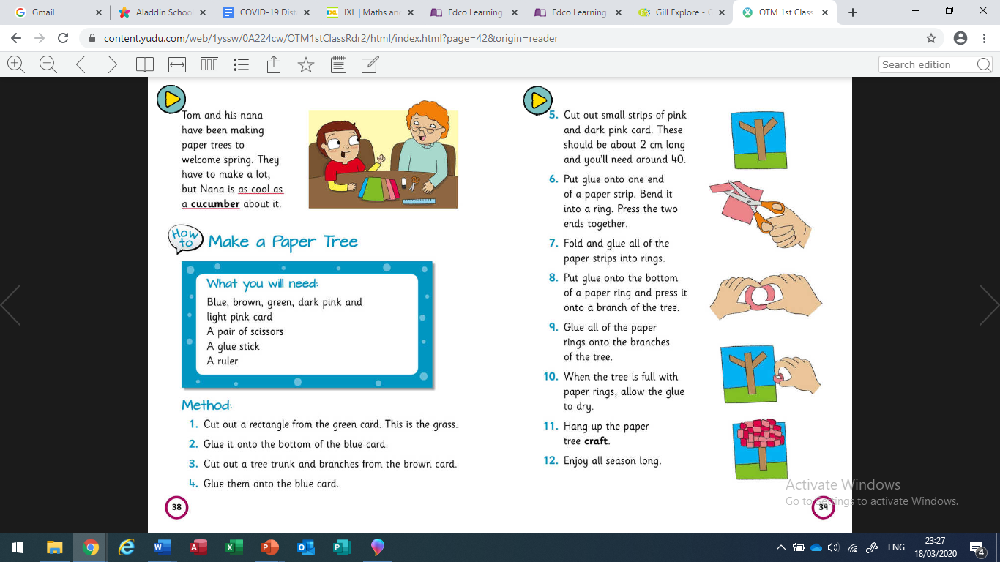 Gmail
Aladdin Schoo
COVID-19 Dist
IXL | Maths and
Edco Learning
Edco Learning
Gill Explore - G
OTM 1st Class
content.yudu.com/web/1yssw/0A224cw/OTM1stClassRdr2/html/index.html?page=42&origin=reader
Search edition
Tom and his nana
have been making
paper trees to
welcome spring. They
have to make a lot,
but Nana is as cool as
a cucumber about it.
How
to
Make a Paper Tree
What you will need:
Blue, brown, green, dark pink and
light pink card
A pair of scissors
A glue stick
A ruler
Method:
1. Cut out a rectangle from the green card. This is the grass.
2. Glue it onto the bottom of the blue card.
3. Cut out a tree trunk and branches from the brown card.
4. Glue them onto the blue card.
38
5. Cut out small strips of pink
and dark pink card. These
should be about 2 cm long
and you'll need around 40.
6. Put glue onto one end
of a paper strip. Bend it
into a ring. Press the two
ends together.
7. Fold and glue all of the
paper strips into rings.
8. Put glue onto the bottom
of a paper ring and press it
onto a branch of the tree.
9. Glue all of the paper
rings onto the branches
of the tree.
10. When the tree is full with
paper rings, allow the glue
to dry.
11. Hang up the paper
tree craft.
12. Enjoy all season long.
39
Activate Windows
Go to Settings to activate Windows.
ENG
23:27
18/03/2020
4